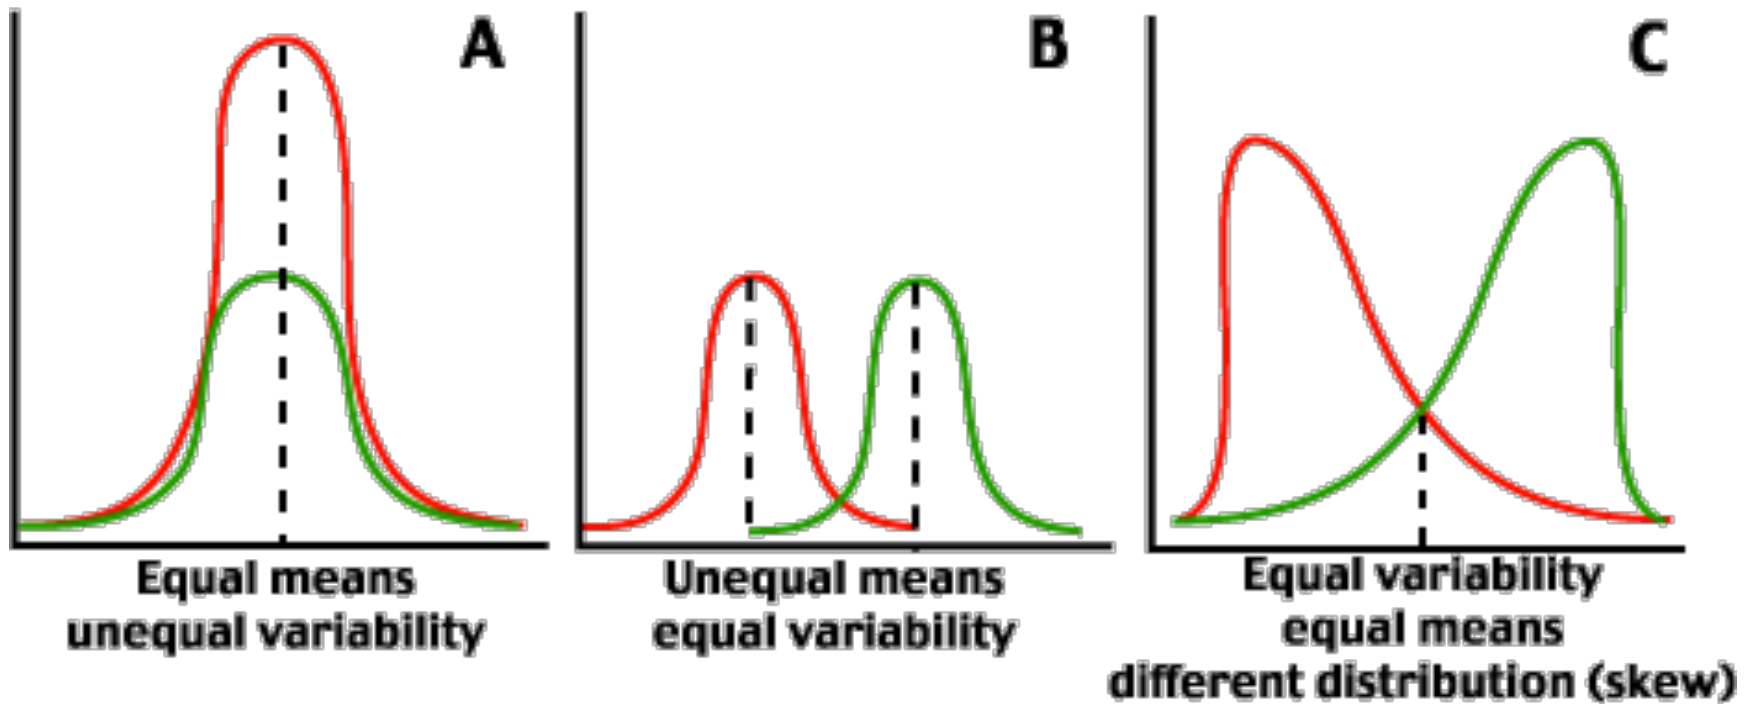 A
B
C
Equal means
unequal variability
Unequal means
equal variability
Equal variability
equal means
different distribution (skew)